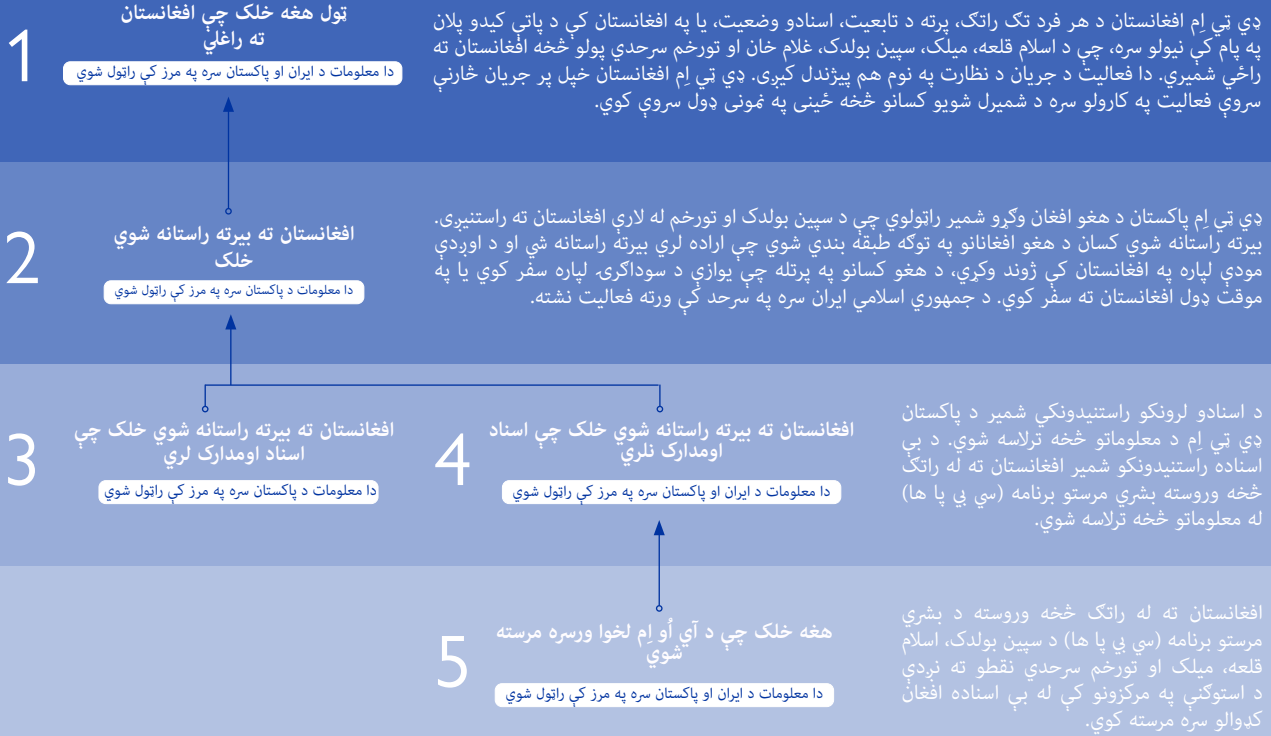 ټول هغه خلک چې افغانستان
ته راغلي
دا معلومات د ایران او پاکستان سره په مرز کې راټول شوي
1
ډي ټي اِم افغانستان د هر فرد تګ راتګ، پرته د تابعیت، اسنادو وضعیت، یا په افغانستان کې د پاتې کیدو پلان
په پام کې نیولو سره، چې د اسلام قلعه، میلک، سپین بولدک، غلام خان او تورخم سرحدي پولو څخه افغانستان ته
راځي شمیري. دا فعالیت د جریان د نظارت په نوم هم پیژندل کیږی. ډي ټي اِم افغانستان خپل پر جریان څارنې
سروې فعالیت په کارولو سره د شمیرل شویو کسانو څخه ځینی په نمونی ډول سروې کوي.
افغانستان ته بیرته راستانه شوي
خلک
دا معلومات د پاکستان سره په مرز کې راټول شوي
2
ډي ټي اِم پاکستان د هغو افغان وګړو شمیر راټولوي چې د سپین بولدک او تورخم له لارې افغانستان ته راستنیږی.
بیرته راستانه شوي کسان د هغو افغانانو په توګه طبقه بندي شوي چې اراده لري بیرته راستانه شي او د اوږدې
مودې لپاره په افغانستان کې ژوند وکړي، د هغو کسانو په پرتله چې یوازې د سوداګرۍ لپاره سفر کوي یا په
موقت ډول افغانستان ته سفر کوي. د جمهوري اسلامي ایران سره په سرحد کې ورته فعالیت نشته.
افغانستان ته بیرته راستانه شوي خلک چې
اسناد اومدارک لري
دا معلومات د پاکستان سره په مرز کې راټول شوي
3
افغانستان ته بیرته راستانه شوي خلک چې اسناد
اومدارک نلري
دا معلومات د ایران او پاکستان سره په مرز کې راټول شوي
4
د اسنادو لرونکو راستنیدونکي شمیر د پاکستان
ډي ټي اِم د معلوماتو څخه ترلاسه شوي. د بې
اسناده راستنیدونکو شمیر افغانستان ته له راتګ
څخه وروسته بشري مرستو برنامه (سي بي پا ها)
له معلوماتو څخه ترلاسه شوي.
هغه خلک چې د آي أو اِم لخوا ورسره مرسته
شوي
دا معلومات د ایران او پاکستان سره په مرز کې راټول شوي
5
افغانستان ته له راتګ څخه وروسته د بشري
مرستو برنامه (سي بي پا ها) د سپین بولدک، اسلام
قلعه، میلک او تورخم سرحدي نقطو ته نږدې
د استوګنې په مرکزونو کې له بې اسناده افغان
کډوالو سره مرسته کوي.